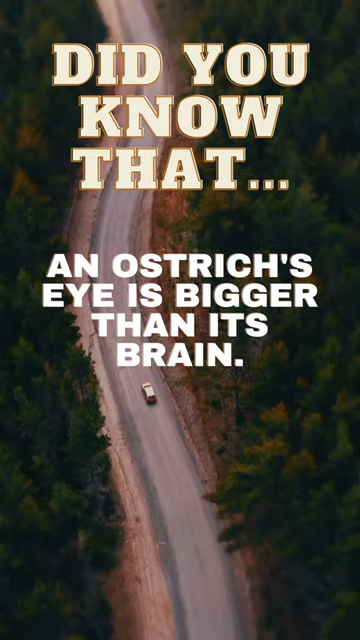 DID YOU
KNOW
THAT...
AN OSTRICH'S
EYE IS BIGGER
THAN ITS
BRAIN.